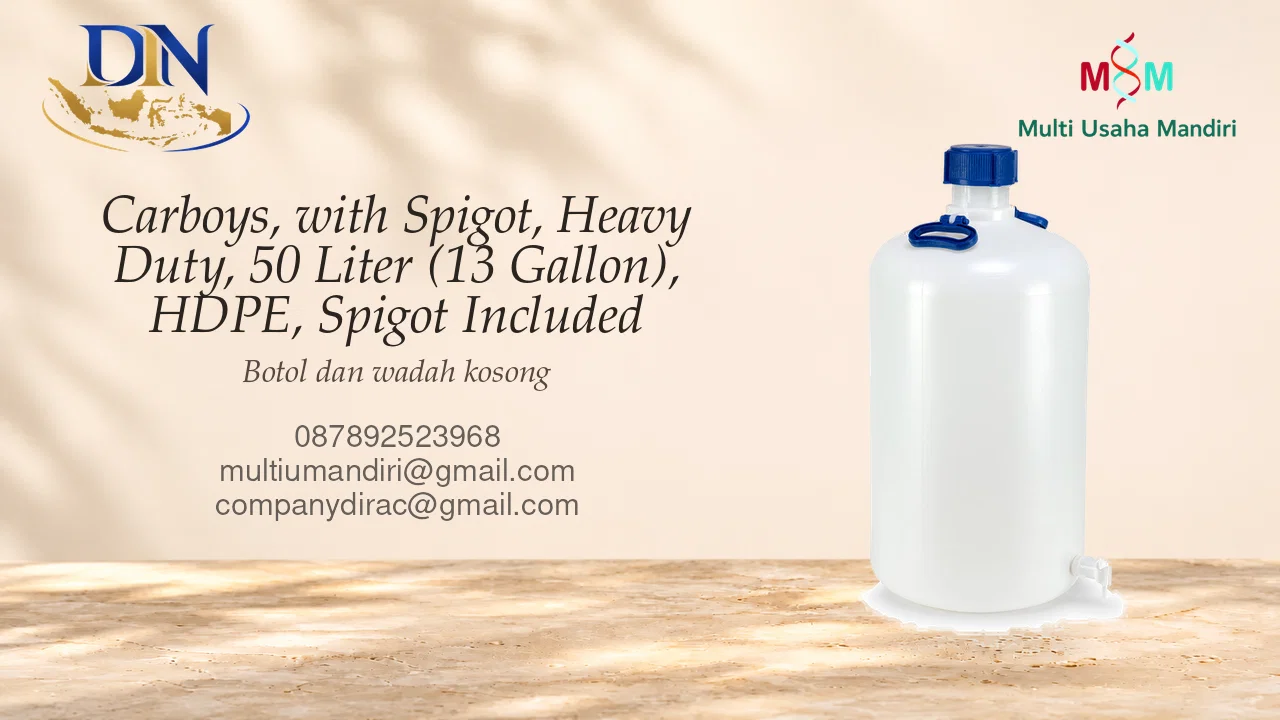 DIN
M M
Multi Usaha Mandiri
Carboys, with Spigot, Heavy
Duty, 50 Liter (13 Gallon),
HDPE, Spigot Included
Botol dan wadah kosong
087892523968
multiumandiri@gmail.com
companydirac@gmail.com